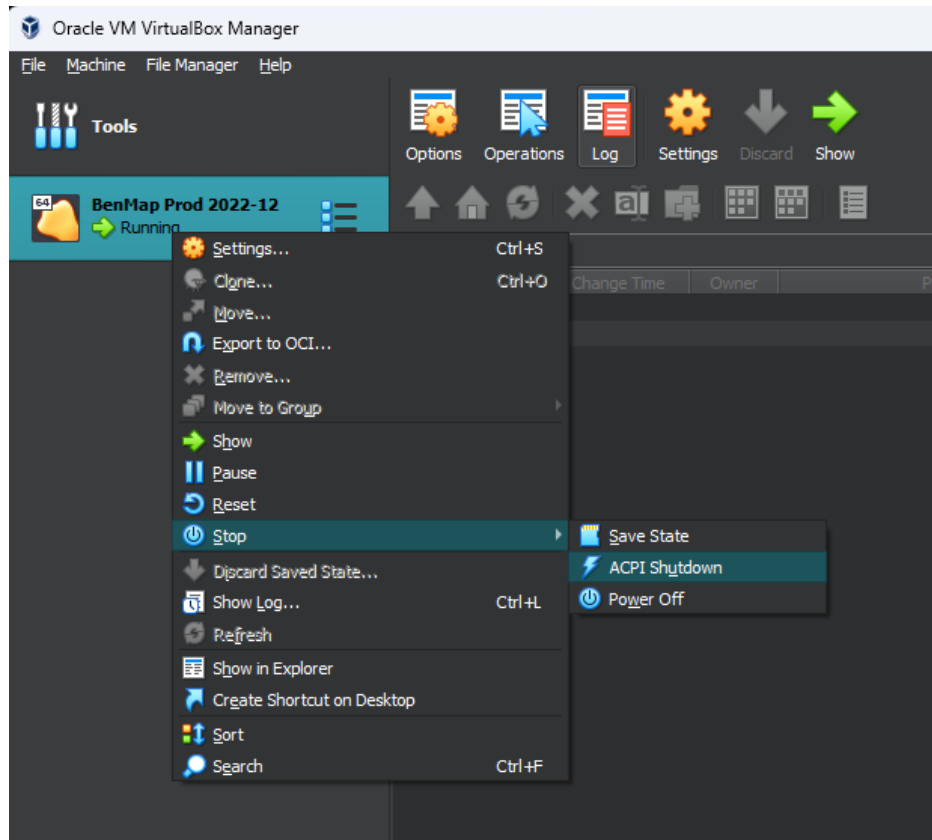 Oracle VM VirtualBox Manager
File Machine File Manager Help
Tools
Options Operations Log Settings Discard Show
64
BenMap Prod 2022-12
Running
Change Time Owner P
Settings... Ctrl+S
Clone... Ctrl+O
Move...
Export to OCI...
Remove...
Move to Group
Show
Pause
Reset
Stop
Save State
ACPI Shutdown
Power Off
Discard Saved State...
Show Log... Ctrl+L
Refresh
Show in Explorer
Create Shortcut on Desktop
Sort
Search Ctrl+F